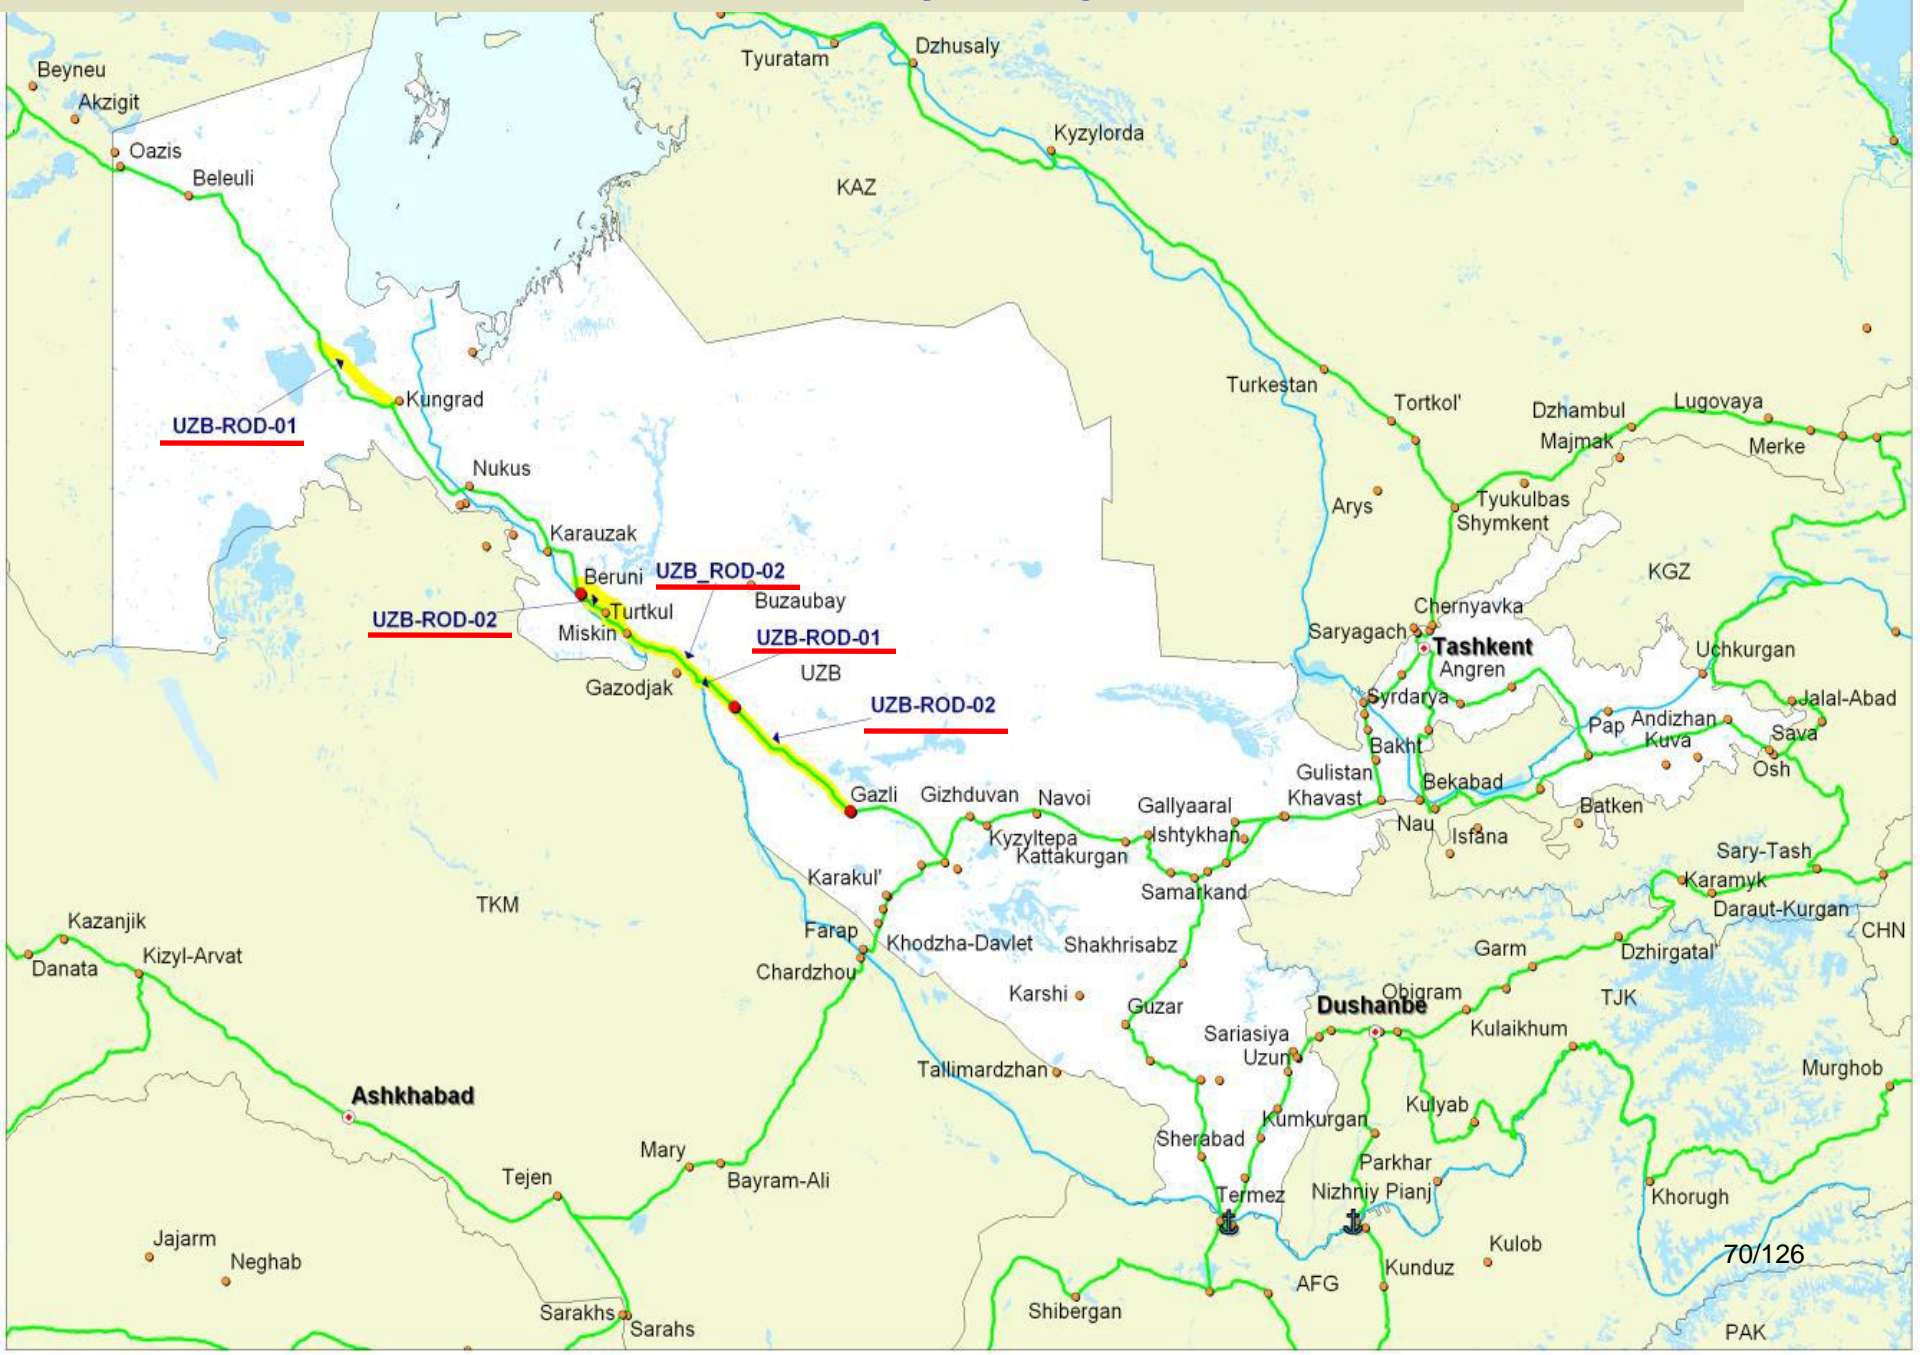 Tyuratam
Dzhusaly
Beyneu
Akzigit
Oazis
Beleuli
Kyzylorda
KAZ
UZB-ROD-01
Kungrad
Turkestan
Tortkol'
Dzhambul
Lugovaya
Majmak
Merke
Nukus
Arys
Tyukulbas
Shymkent
Karauzak
Beruni
UZB_ROD-02
Buzaubay
KGZ
UZB-ROD-02
Turtkul
Miskin
UZB-ROD-01
Chernyavka
Saryagach
Tashkent
Angren
Uchkurgan
Gazodjak
UZB
UZB-ROD-02
Syrdarya
Jalal-Abad
Pap
Andizhan
Kuva
Sava
Bakht
Osh
Gulistan
Bekabad
Khavast
Gazli
Gizhduvan
Navoi
Gallyaaral
Batken
Nau
Isfana
Kyzyltepa
Ishtykhan
Kattakurgan
Sary-Tash
Karakul'
Samarkand
Karamyk
Daraut-Kurgan
TKM
Kazanjik
Kizyl-Arvat
Danata
Farap
Khodzha-Davlet
Shakhrisabz
Garm
Dzhirgatal'
CHN
Chardzhou
Karshi
Guzar
Obigram
Dushanbe
TJK
Kulaikhum
Sariasiya
Uzun
Tallimardzhan
Murghob
Ashkhabad
Kulyab
Kumkurgan
Sherabad
Mary
Bayram-Ali
Tejen
Parkhar
Termez
Nizhniy Pianj
Khorugh
Jajarm
Neghab
Kulob
70/126
Kunduz
AFG
Shibergan
Sarakhs
Sarahs
PAK